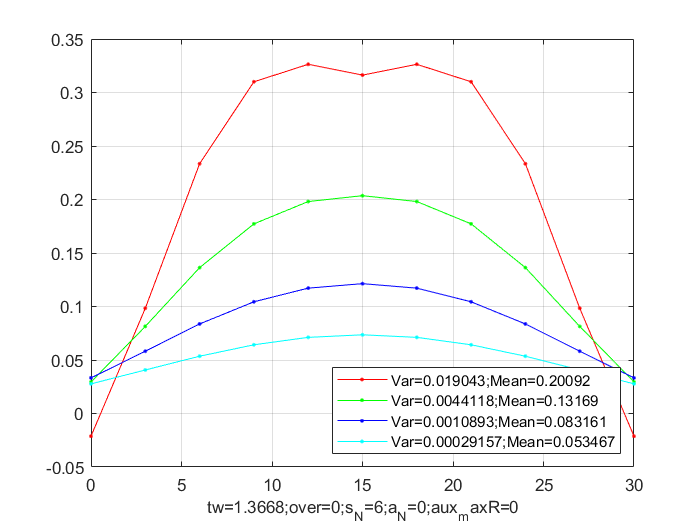 0.35
0.3
0.25
0.2
0.15
0.1
0.05
0
-0.05
0 5 10 15 20 25 30
Var=0.019043;Mean=0.20092
Var=0.0044118;Mean=0.13169
Var=0.0010893;Mean=0.083161
Var=0.00029157;Mean=0.053467
tw=1.3668;over=0;s_N=6;a_N=0;aux_maxR=0